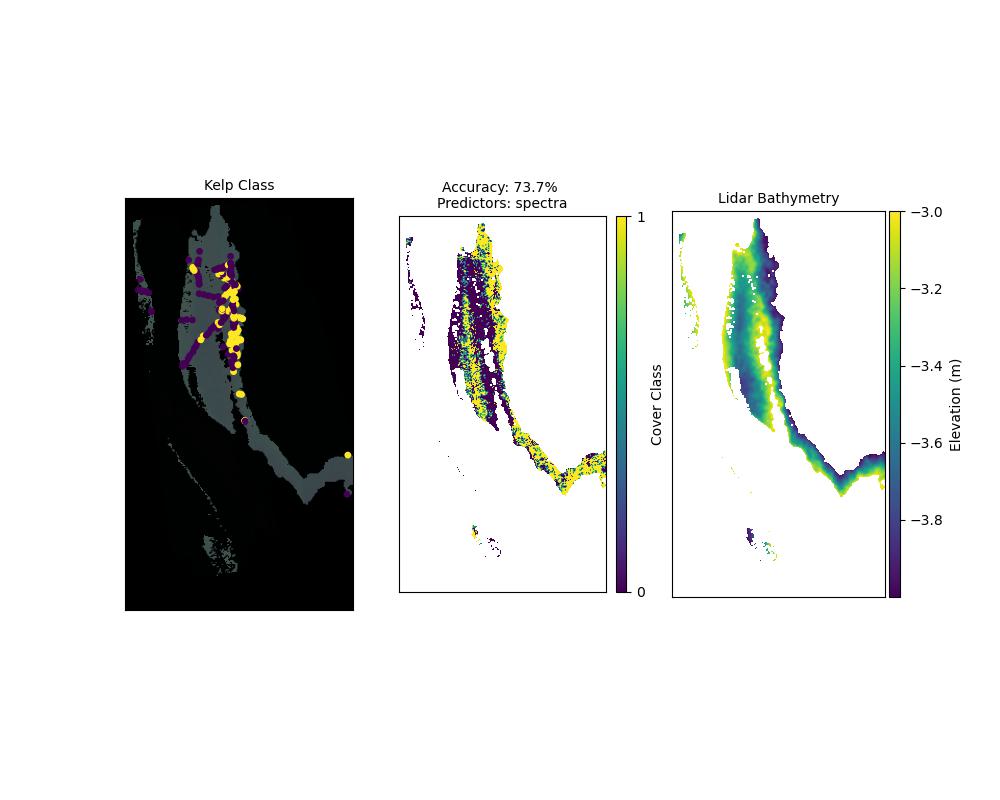 Kelp Class
Accuracy: 73.7%
Predictors: spectra
1
0
Cover Class
Lidar Bathymetry
−3.0
−3.2
−3.4
−3.6
−3.8
Elevation (m)